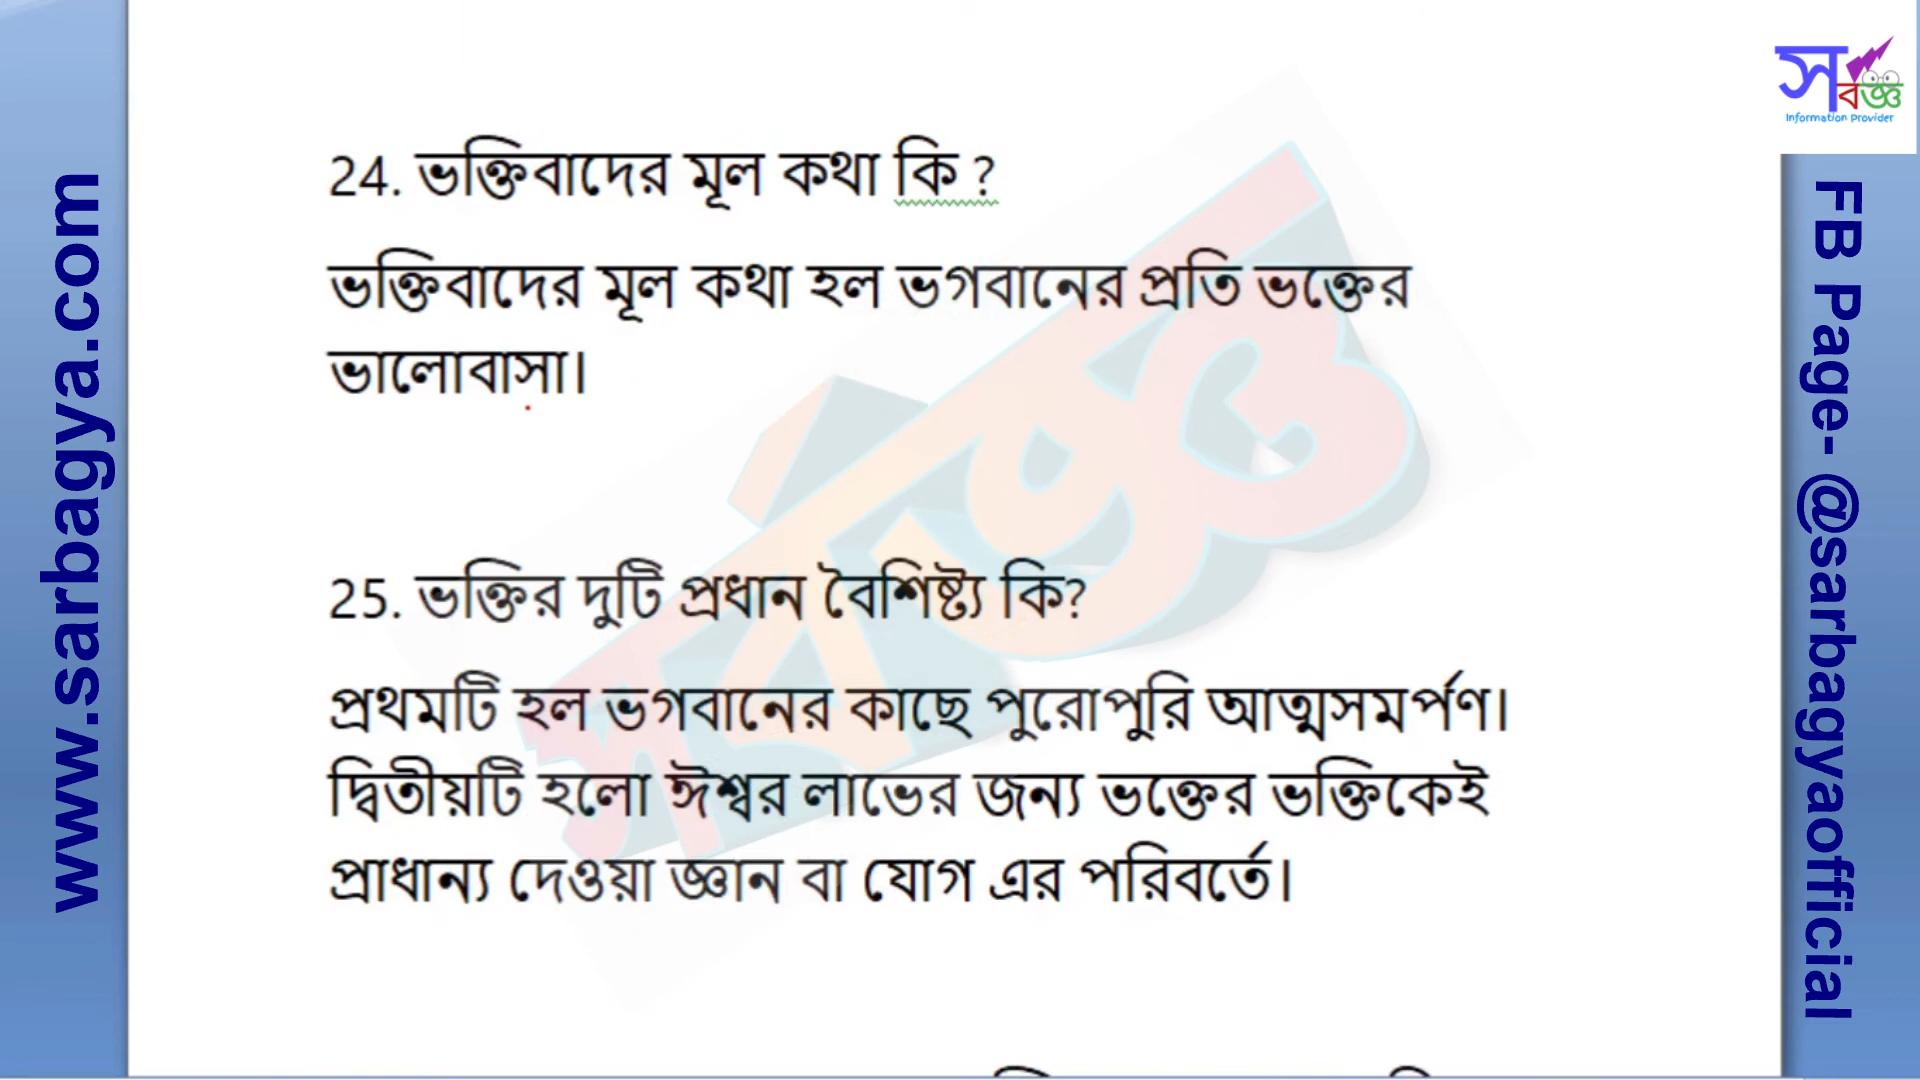 www.sarbagya.com
সবজ্ঞ
Information Provider
24. ভক্তিবাদের মূল কথা কি ?
ভক্তিবাদের মূল কথা হল ভগবানের প্রতি ভক্তের
ভালোবাসা।
25. ভক্তির দুটি প্রধান বৈশিষ্ট্য কি?
প্রথমটি হল ভগবানের কাছে পুরোপুরি আত্মসমর্পণ।
দ্বিতীয়টি হলো ঈশ্বর লাভের জন্য ভক্তের ভক্তিকেই
প্রাধান্য দেওয়া জ্ঞান বা যোগ এর পরিবর্তে।
FB Page- @sarbagyaofficial